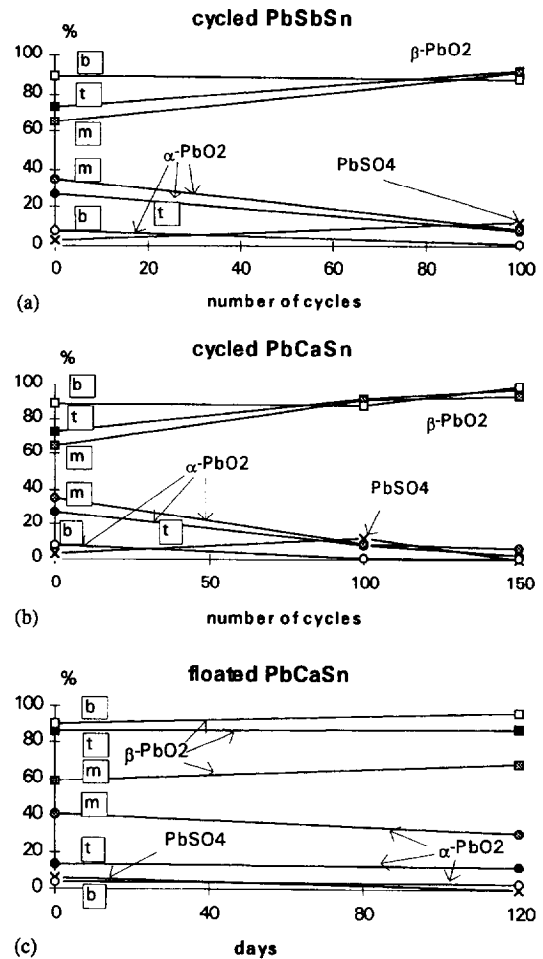 cycled PbSbSn
%
100
80
60
40
20
0
b
t
m
m
b
t
β-PbO2
α-PbO2
PbSO4
0 20 40 60 80 100
(a) number of cycles
cycled PbCaSn
%
100
80
60
40
20
0
b
t
m
m
b
t
β-PbO2
α-PbO2
PbSO4
0 50 100 150
(b) number of cycles
floated PbCaSn
%
100
80
60
40
20
0
b
t
β-PbO2
m
m
t
PbSO4
α-PbO2
b
0 40 80 120
(c) days